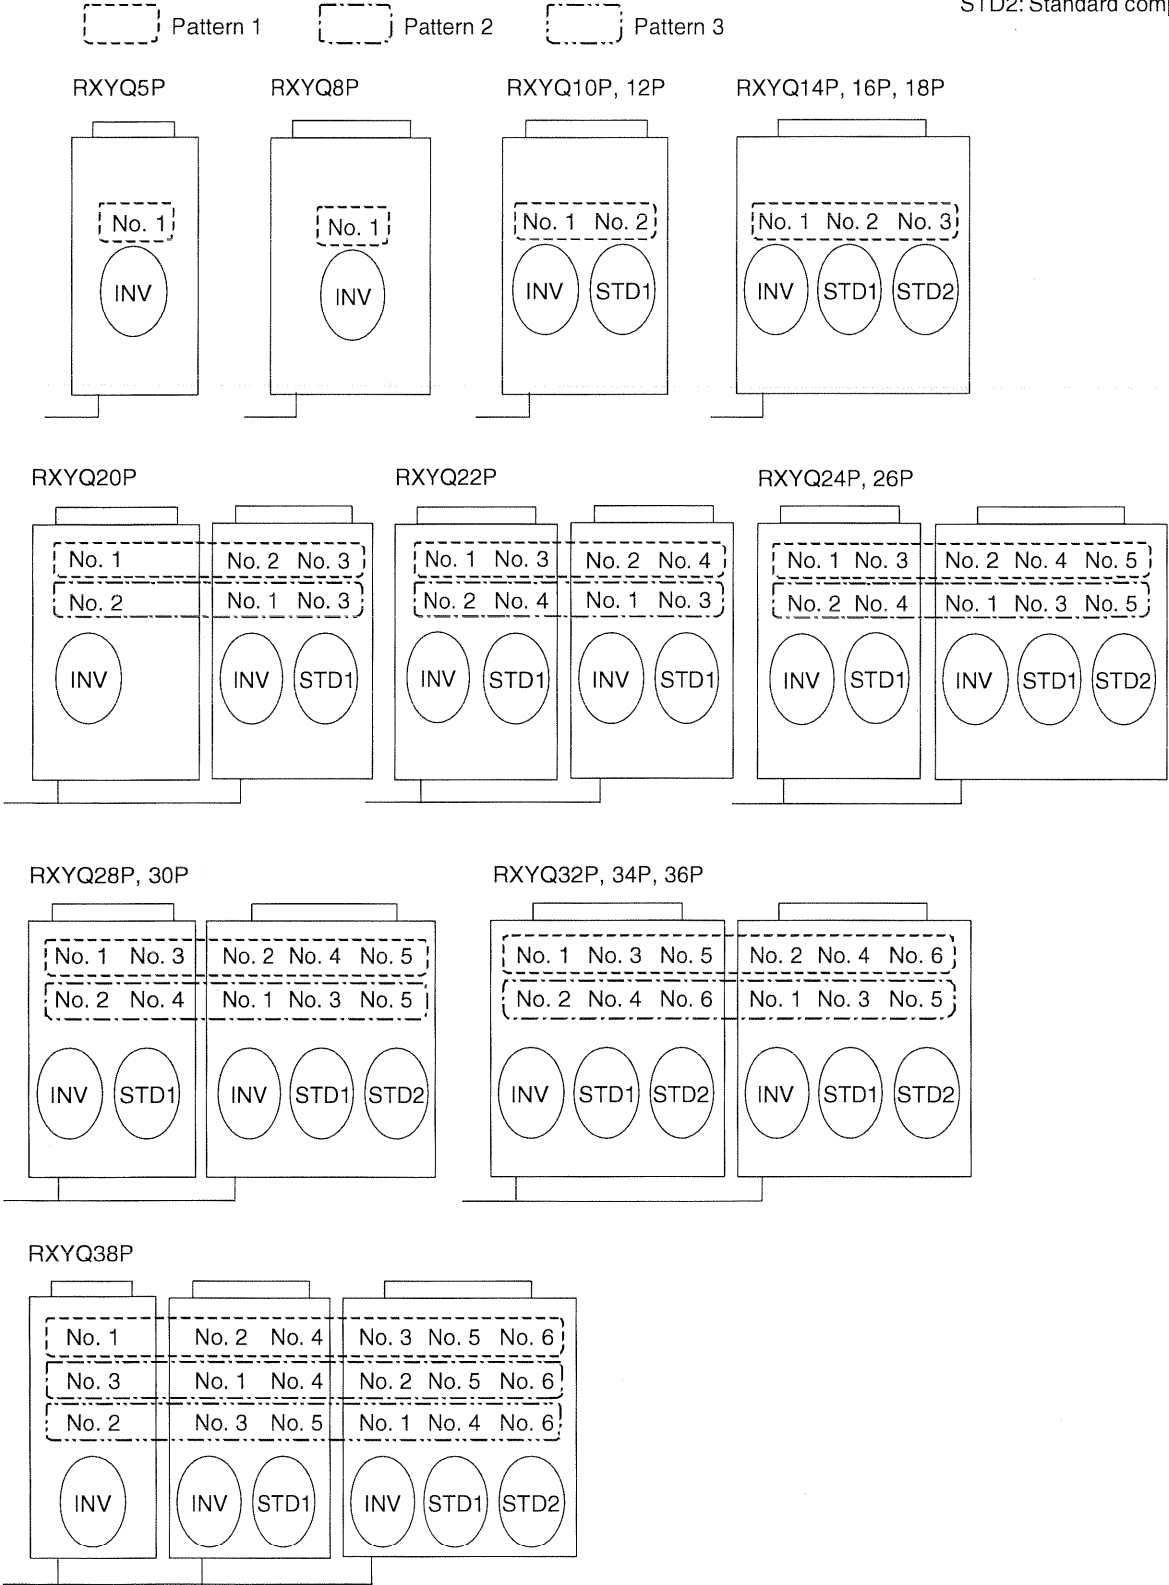 STD2: Standard comp
Pattern 1 Pattern 2 Pattern 3
RXYQ5P RXYQ8P RXYQ10P, 12P RXYQ14P, 16P, 18P
No. 1 No. 1 No. 1 No. 2 No. 1 No. 2 No. 3
INV INV INV STD1 INV STD1 STD2
RXYQ20P RXYQ22P RXYQ24P, 26P
No. 1 No. 2 No. 3 No. 1 No. 3 No. 2 No. 4 No. 1 No. 3 No. 2 No. 4 No. 5
No. 2 No. 1 No. 3 No. 2 No. 4 No. 1 No. 3 No. 2 No. 4 No. 1 No. 3 No. 5
INV INV STD1 INV STD1 INV STD1 INV STD1 INV STD1 STD2
RXYQ28P, 30P RXYQ32P, 34P, 36P
No. 1 No. 3 No. 2 No. 4 No. 5 No. 1 No. 3 No. 5 No. 2 No. 4 No. 6
No. 2 No. 4 No. 1 No. 3 No. 5 No. 2 No. 4 No. 6 No. 1 No. 3 No. 5
INV STD1 INV STD1 STD2 INV STD1 STD2 INV STD1 STD2
RXYQ38P
No. 1 No. 2 No. 4 No. 3 No. 5 No. 6
No. 3 No. 1 No. 4 No. 2 No. 5 No. 6
No. 2 No. 3 No. 5 No. 1 No. 4 No. 6
INV INV STD1 INV STD1 STD2